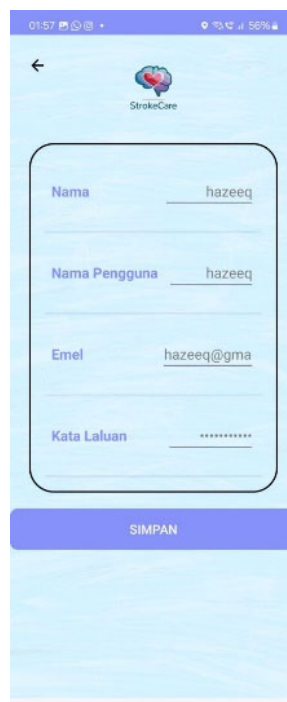 01:57 56%
StrokeCare
Nama hazeeq
Nama Pengguna hazeeq
Emel hazeeq@gma
Kata Laluan ...........
SIMPAN